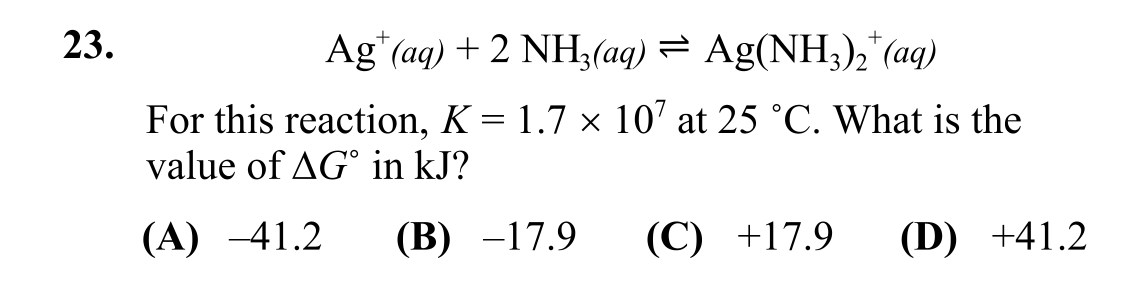 23. Ag⁺(aq) + 2 NH₃(aq) ⇌ Ag(NH₃)₂⁺(aq)
For this reaction, K = 1.7 × 10⁷ at 25 ˚C. What is the
value of ΔG° in kJ?
(A) –41.2 (B) –17.9 (C) +17.9 (D) +41.2